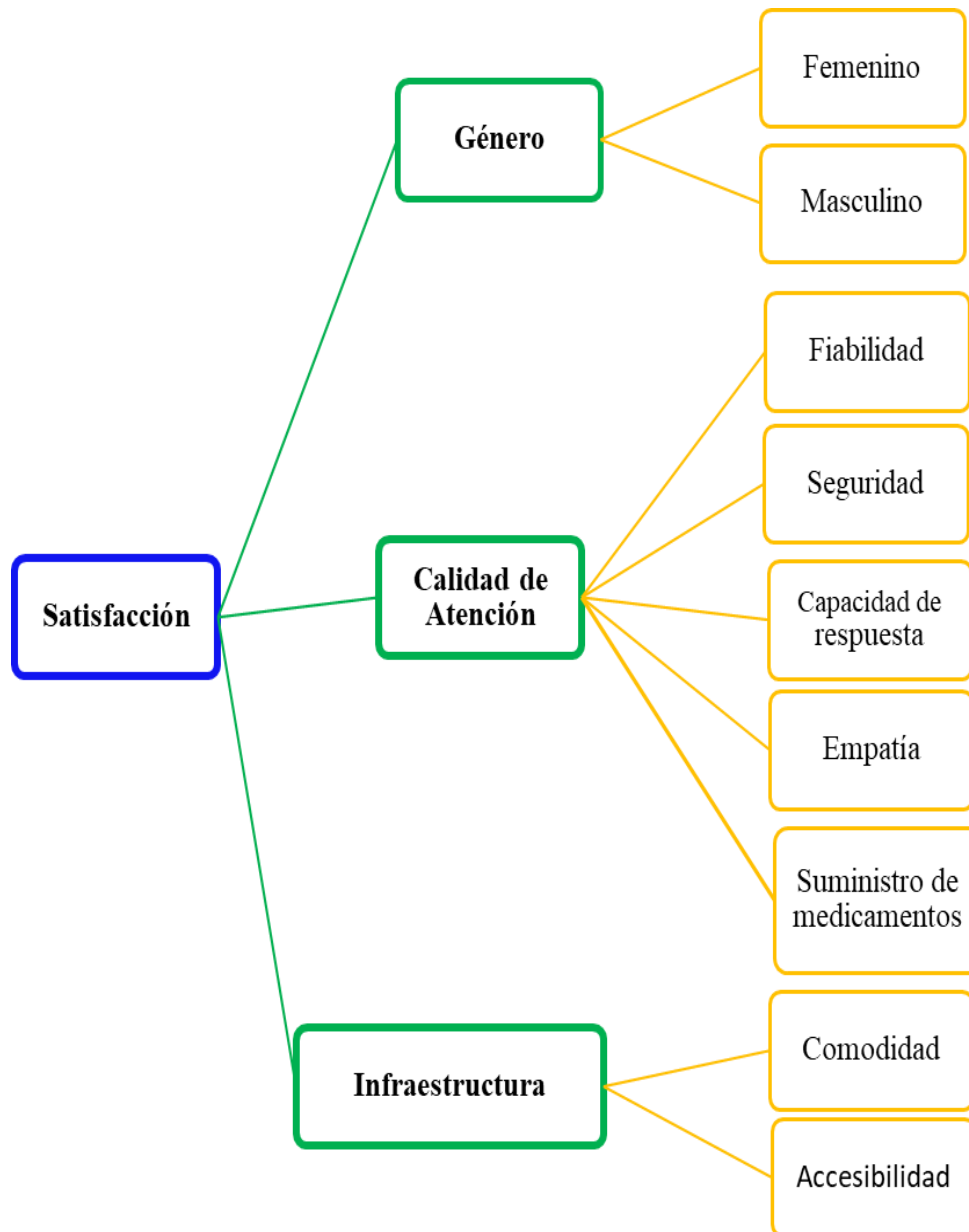 Satisfacción
Género
Femenino
Masculino
Calidad de
Atención
Fiabilidad
Seguridad
Capacidad de
respuesta
Empatía
Suministro de
medicamentos
Infraestructura
Comodidad
Accesibilidad